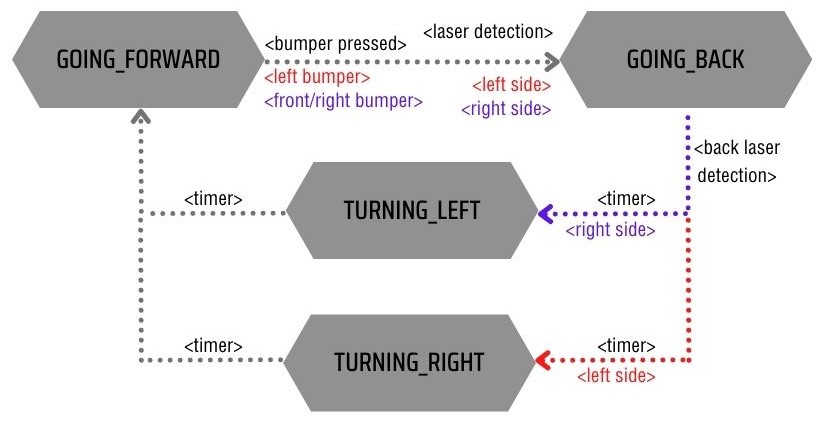 GOING_FORWARD
<bumper pressed>
<laser detection>
GOING_BACK
<left bumper>
<left side>
<front/right bumper>
<right side>
<back laser
detection>
<timer>
TURNING_LEFT
<timer>
<right side>
<timer>
TURNING_RIGHT
<timer>
<left side>